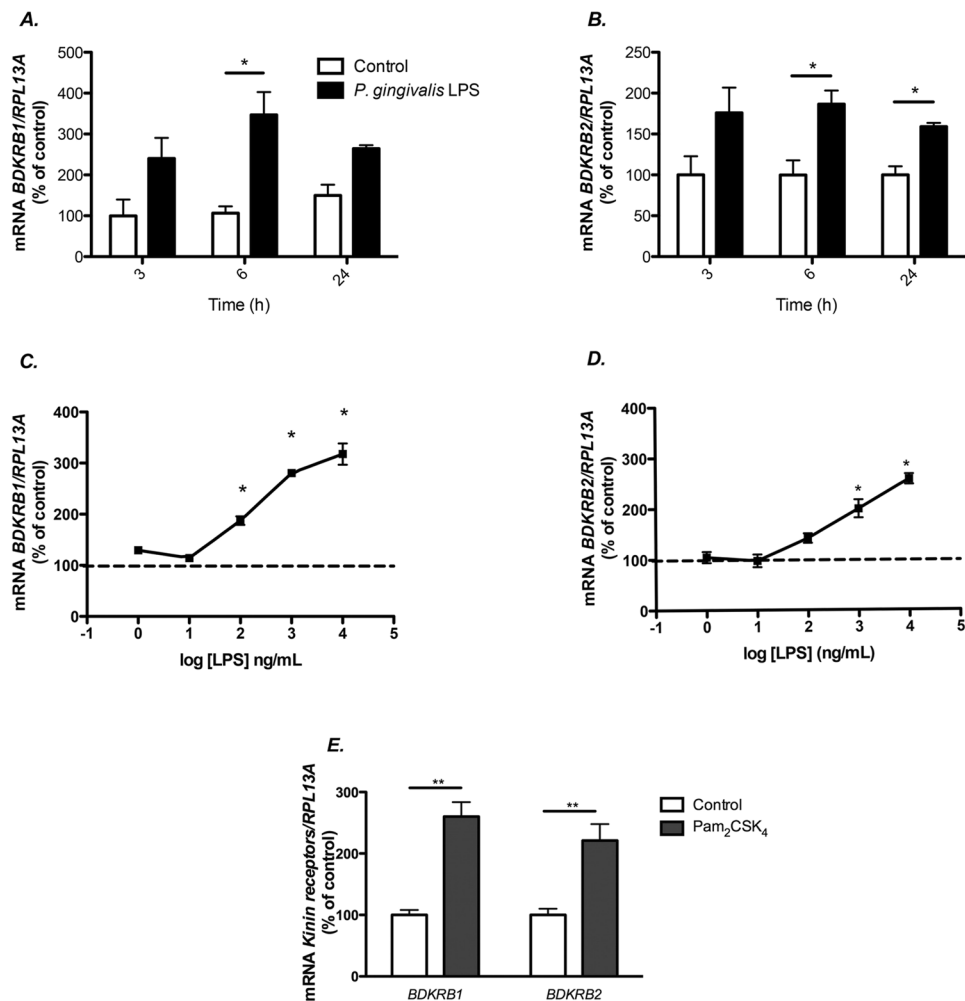 A.
mRNA BDKRB1/RPL13A
(% of control)
500
400
300
200
100
0
*
Control
P. gingivalis LPS
3
6
24
Time (h)
B.
mRNA BDKRB2/RPL13A
(% of control)
250
200
150
100
50
0
*
*
3
6
24
Time (h)
C.
mRNA BDKRB1/RPL13A
(% of control)
400
300
200
100
0
*
*
*
-1
0
1
2
3
4
5
log [LPS] ng/mL
D.
mRNA BDKRB2/RPL13A
(% of control)
400
300
200
100
0
*
*
-1
0
1
2
3
4
5
log [LPS] (ng/mL)
E.
mRNA Kinin receptors/RPL13A
(% of control)
300
200
100
0
**
**
Control
Pam₂CSK₄
BDKRB1
BDKRB2